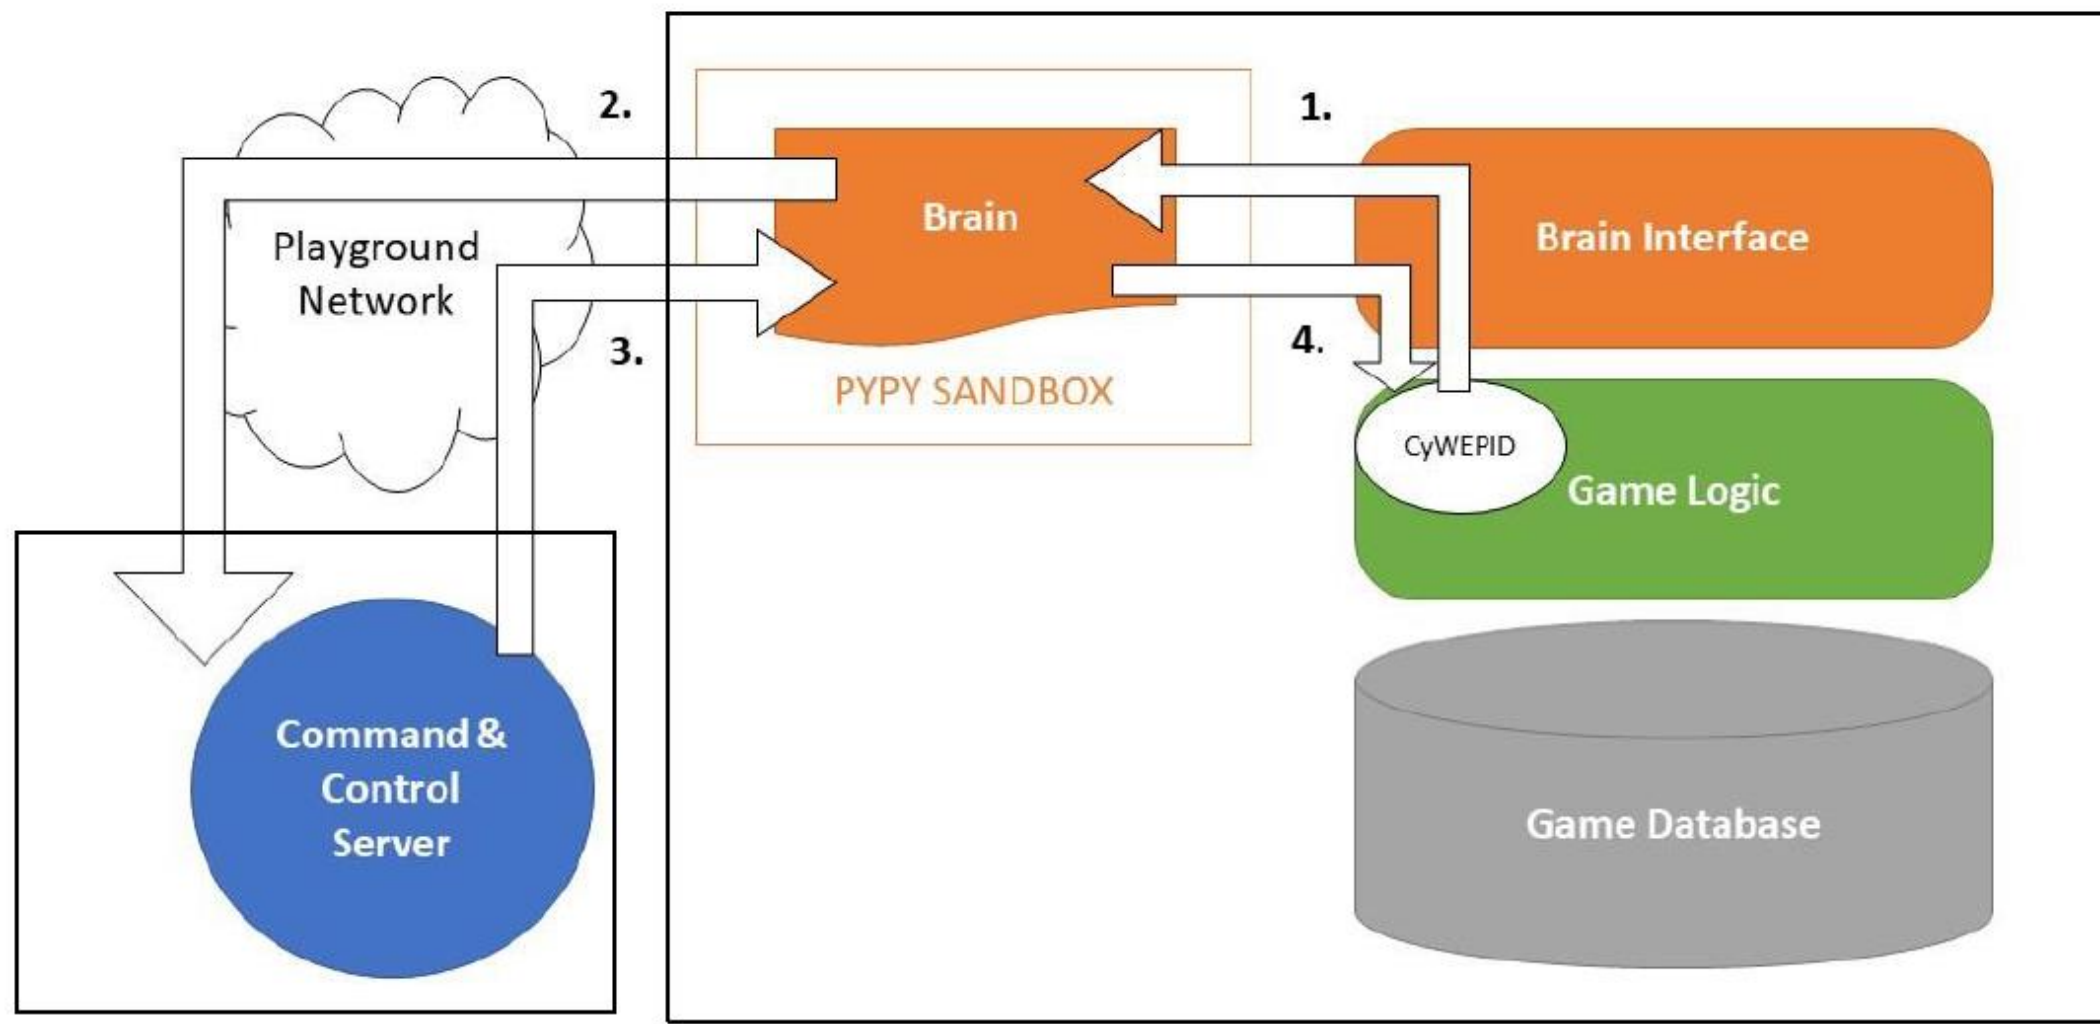 2.
1.
Playground
Network
Brain
Brain Interface
3.
4.
PYPY SANDBOX
CyWEPID
Game Logic
Command &
Control
Server
Game Database